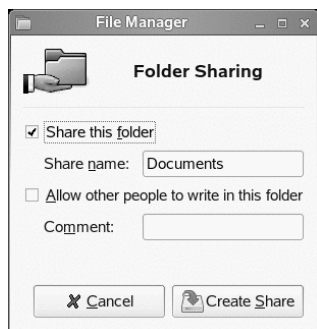 File Manager
Folder Sharing
Share this folder
Share name: Documents
Allow other people to write in this folder
Comment:
Cancel Create Share